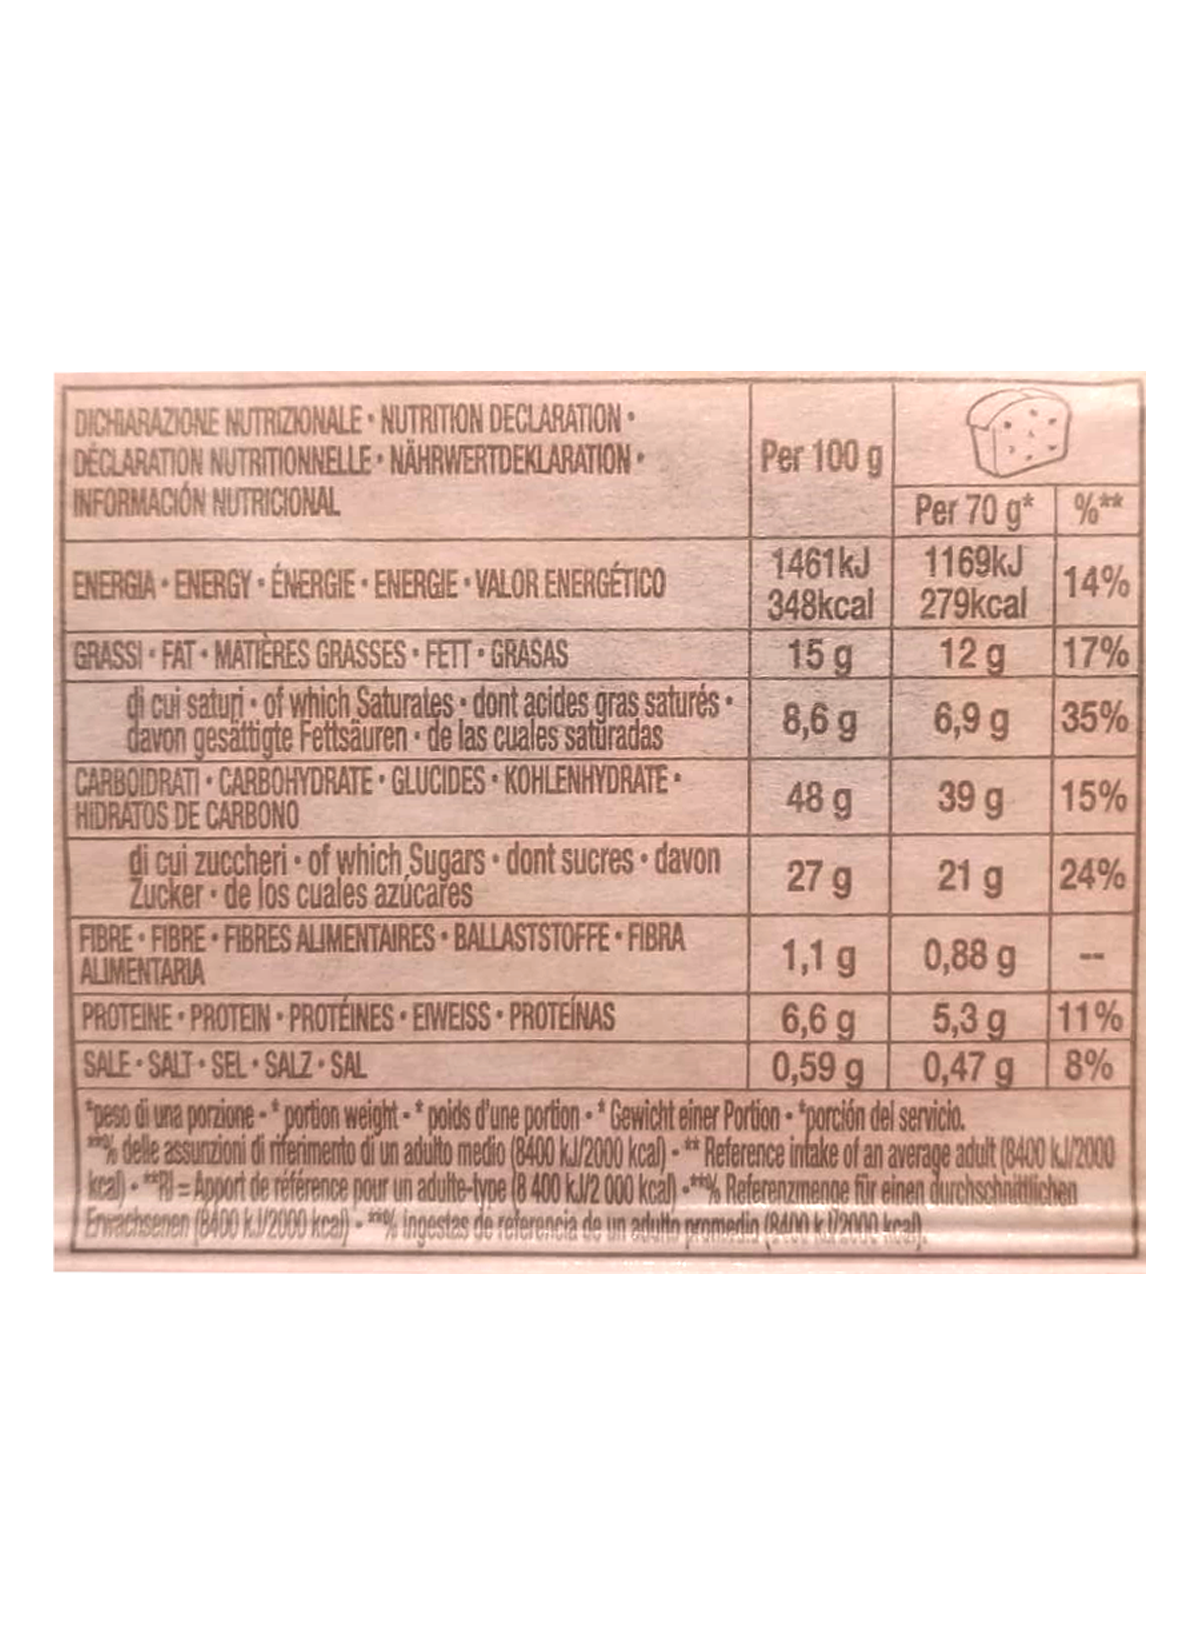 DICHIARAZIONE NUTRIZIONALE • NUTRITION DECLARATION •
DÉCLARATION NUTRITIONNELLE • NÄHRWERTDEKLARATION •
INFORMACIÓN NUTRICIONAL
Per 100 g
Per 70 g* %**
ENERGIA • ENERGY • ÉNERGIE • ENERGIE • VALOR ENERGÉTICO
1461kJ 1169kJ 14%
348kcal 279kcal
GRASSI • FAT • MATIÈRES GRASSES • FETT • GRASAS 15 g 12 g 17%
di cui saturi • of which Saturates • dont acides gras saturés •
davon gesättigte Fettsäuren • de las cuales saturadas
8,6 g 6,9 g 35%
CARBOIDRATI • CARBOHYDRATE • GLUCIDES • KOHLENHYDRATE •
HIDRATOS DE CARBONO
48 g 39 g 15%
di cui zuccheri • of which Sugars • dont sucres • davon
Zucker • de los cuales azúcares
27 g 21 g 24%
FIBRE • FIBRE • FIBRES ALIMENTAIRES • BALLASTSTOFFE • FIBRA
ALIMENTARIA
1,1 g 0,88 g --
PROTEINE • PROTEIN • PROTÉINES • EIWEISS • PROTEÍNAS 6,6 g 5,3 g 11%
SALE • SALT • SEL • SALZ • SAL 0,59 g 0,47 g 8%
*peso di una porzione • * portion weight • * poids d'une portion • * Gewicht einer Portion • *porción del servicio.
**% delle assunzioni di riferimento di un adulto medio (8400 kJ/2000 kcal) • ** Reference intake of an average adult (8400 kJ/2000
kcal) • **RI = Apport de référence pour un adulte-type (8 400 kJ/2 000 kcal) •**% Referenzmenge für einen durchschnittlichen
Erwachsenen (8400 kJ/2000 kcal) • **% Ingestas de referencia de un adulto promedio (8400 kJ/2000 kcal).